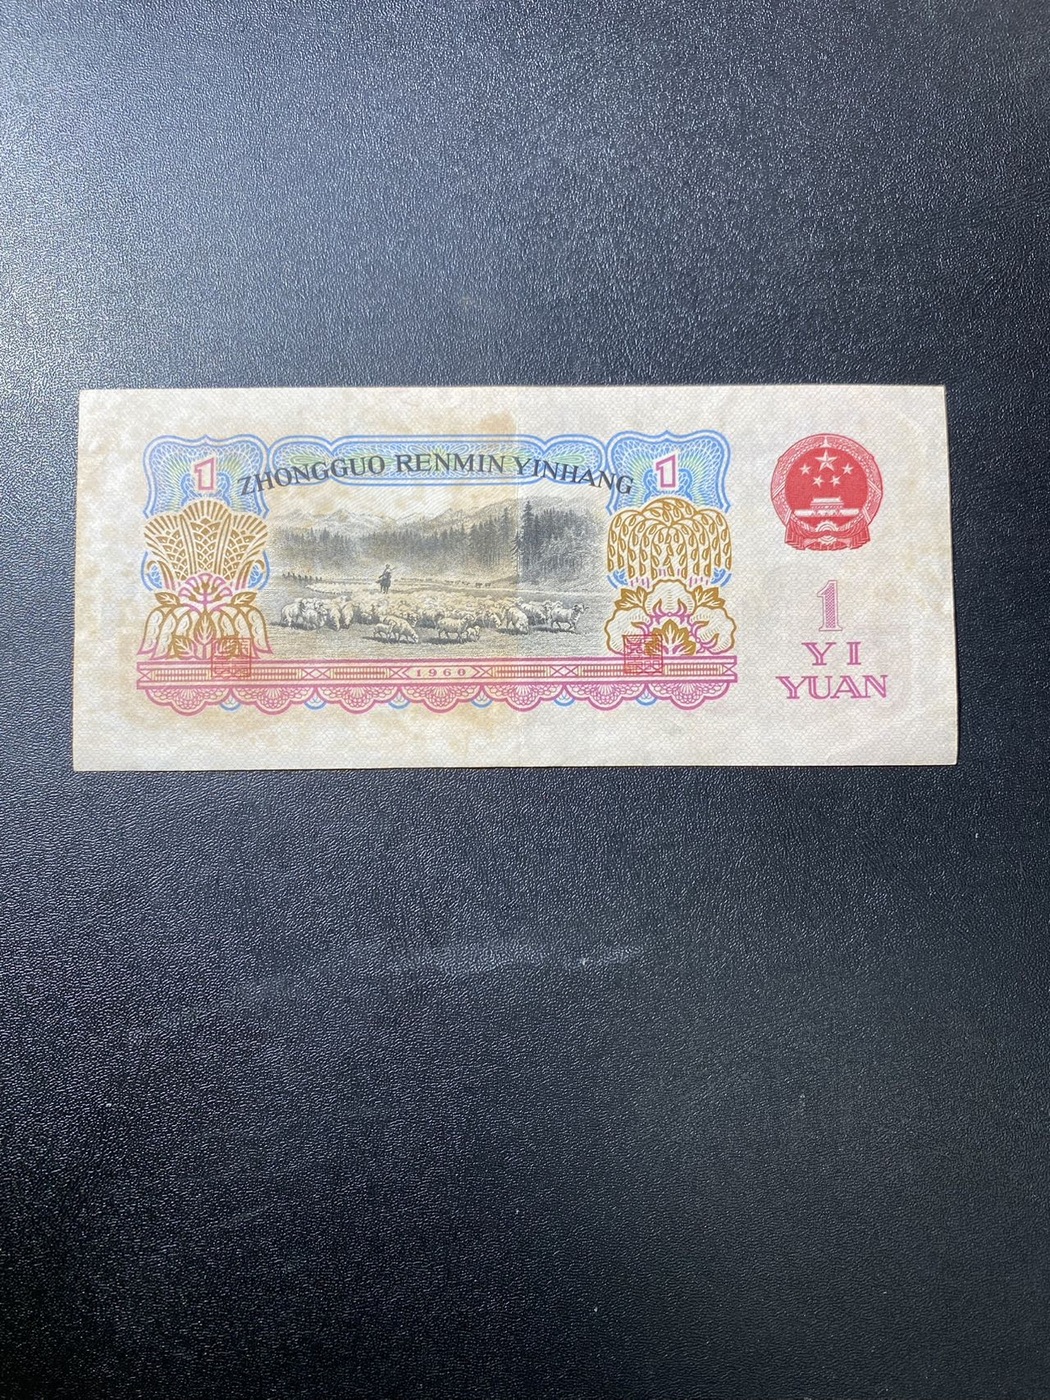 1
ZHONGGUO RENMIN YINHANG
1
1960
1
YI
YUAN